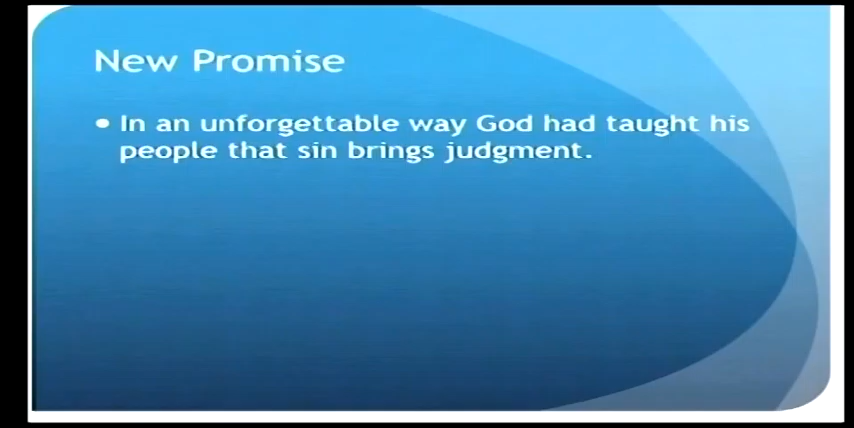 New Promise
• In an unforgettable way God had taught his
people that sin brings judgment.